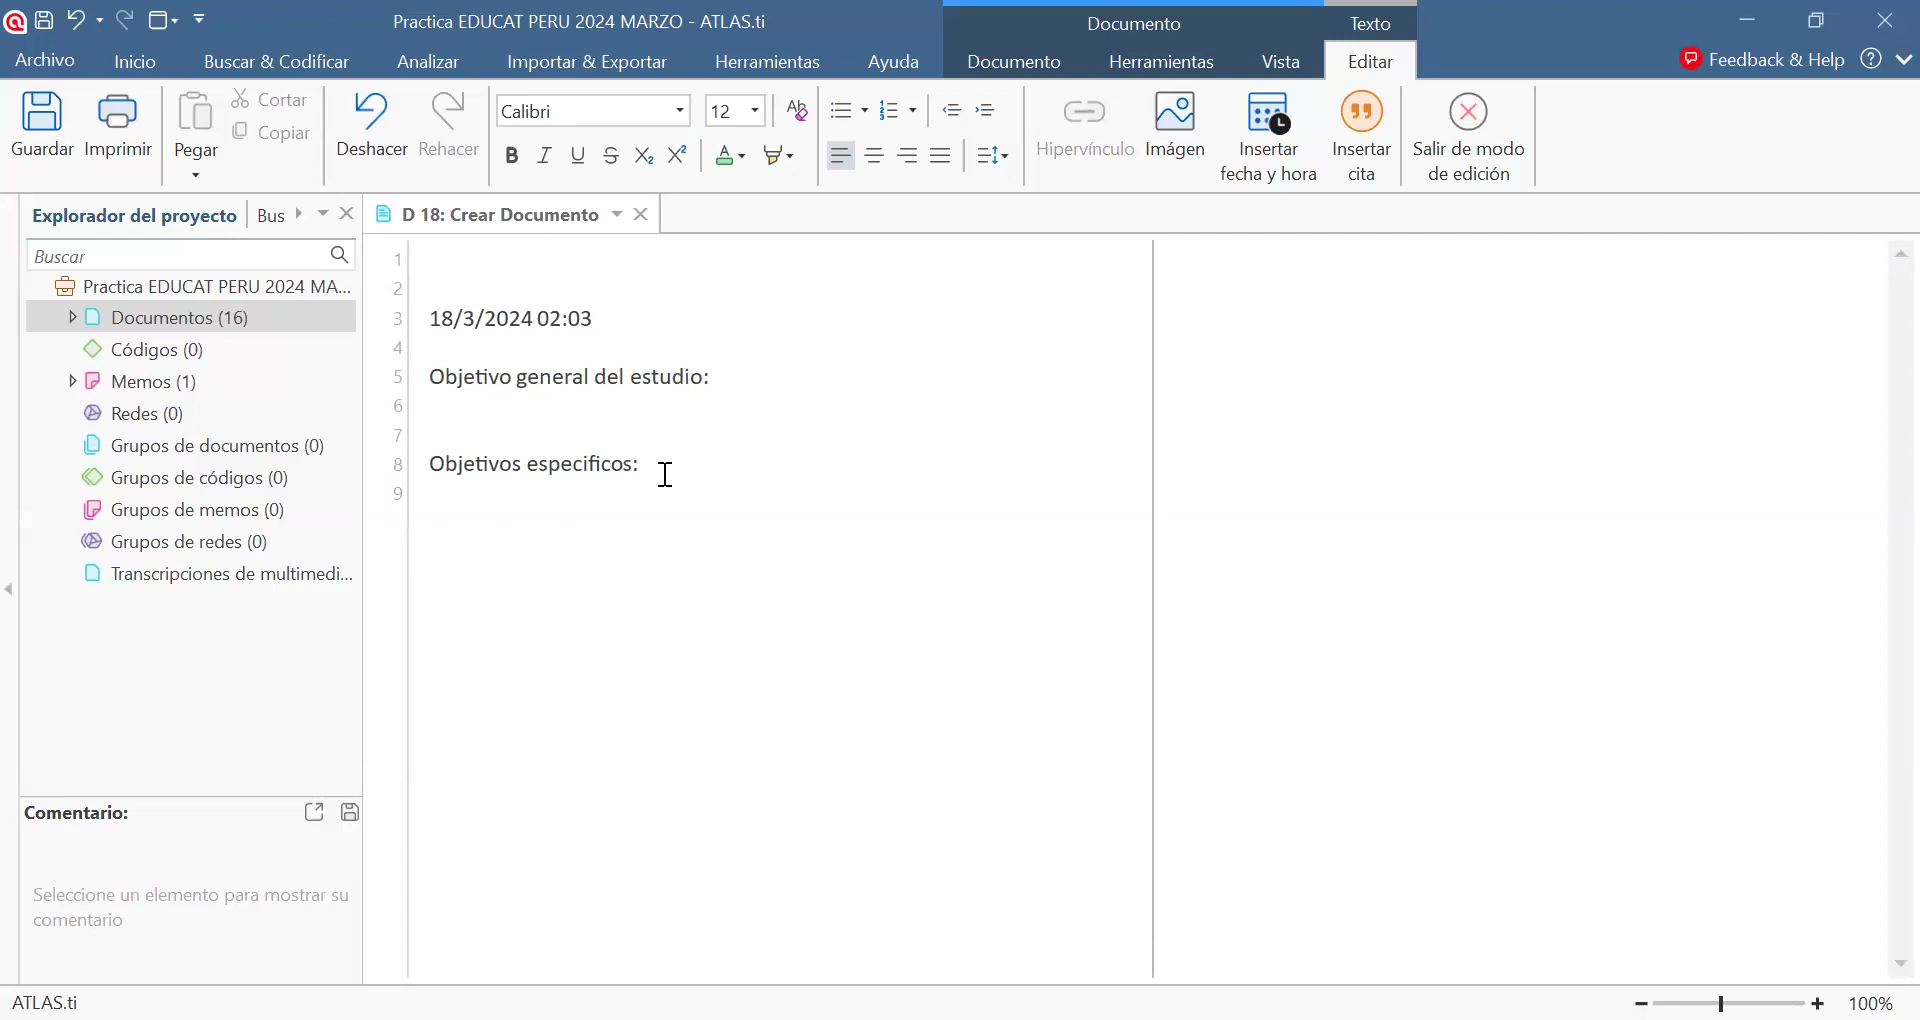 Practica EDUCAT PERU 2024 MARZO - ATLAS.ti
Documento
Texto
Archivo
Inicio
Buscar & Codificar
Analizar
Importar & Exportar
Herramientas
Ayuda
Documento
Herramientas
Vista
Editar
Feedback & Help
Guardar
Imprimir
Pegar
Cortar
Copiar
Deshacer
Rehacer
Calibri
12
Hipervínculo
Imágen
Insertar
fecha y hora
Insertar
cita
Salir de modo
de edición
Explorador del proyecto
Bus
D 18: Crear Documento
Buscar
Practica EDUCAT PERU 2024 MA...
Documentos (16)
Códigos (0)
Memos (1)
Redes (0)
Grupos de documentos (0)
Grupos de códigos (0)
Grupos de memos (0)
Grupos de redes (0)
Transcripciones de multimedi...
1
2
3 18/3/2024 02:03
4
5 Objetivo general del estudio:
6
7
8 Objetivos especificos:
9
Comentario:
Seleccione un elemento para mostrar su
comentario
ATLAS.ti
100%